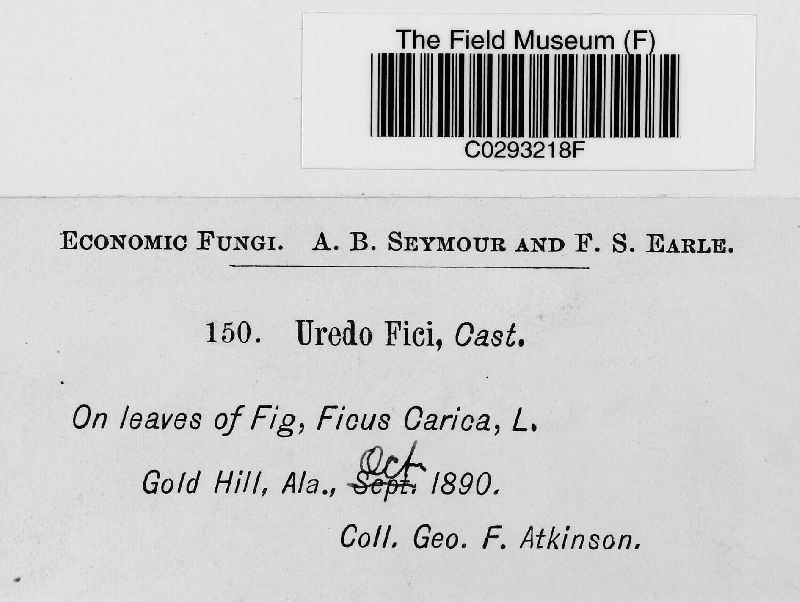 The Field Museum (F)
C0293218F
ECONOMIC FUNGI. A. B. SEYMOUR AND F. S. EARLE.
150. Uredo Fici, Cast.
On leaves of Fig, Ficus Carica, L.
Oct.
Gold Hill, Ala., Sept. 1890.
Coll. Geo. F. Atkinson.